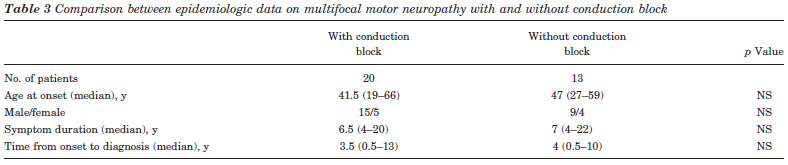 Table 3 Comparison between epidemiologic data on multifocal motor neuropathy with and without conduction block
With conduction block Without conduction block p Value
No. of patients 20 13
Age at onset (median), y 41.5 (19–66) 47 (27–59) NS
Male/female 15/5 9/4 NS
Symptom duration (median), y 6.5 (4–20) 7 (4–22) NS
Time from onset to diagnosis (median), y 3.5 (0.5–13) 4 (0.5–10) NS